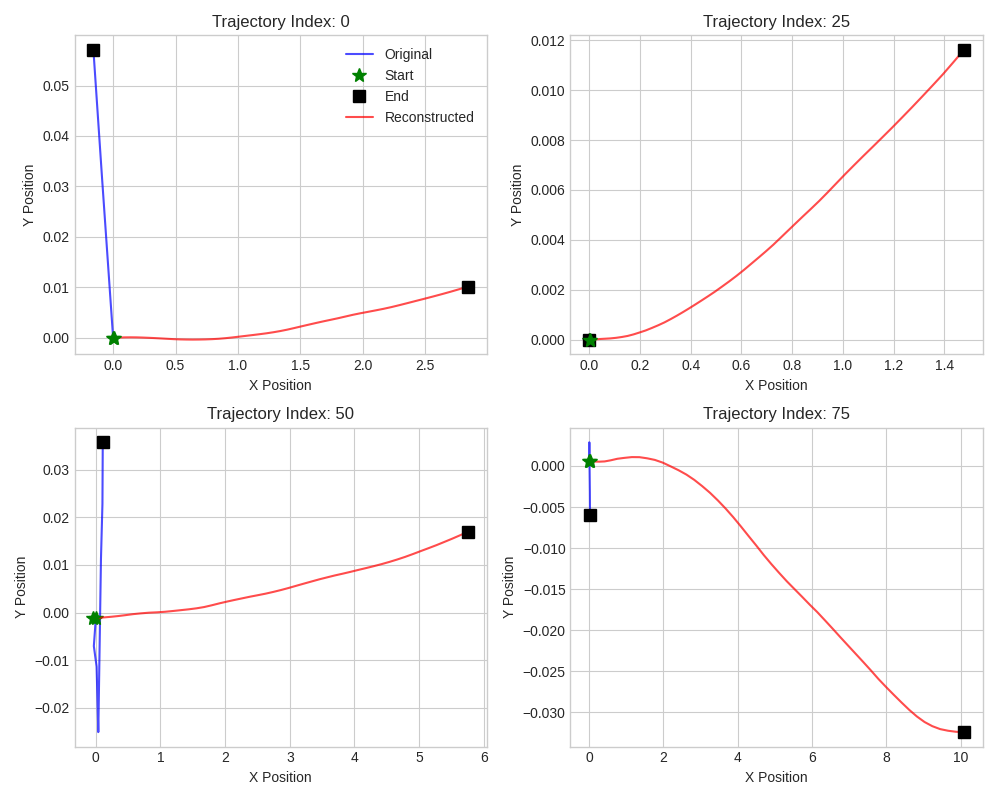 Trajectory Index: 0
Y Position
0.05
0.04
0.03
0.02
0.01
0.00
Original
Start
End
Reconstructed
0.0 0.5 1.0 1.5 2.0 2.5
X Position
Trajectory Index: 25
Y Position
0.012
0.010
0.008
0.006
0.004
0.002
0.000
0.0 0.2 0.4 0.6 0.8 1.0 1.2 1.4
X Position
Trajectory Index: 50
Y Position
0.03
0.02
0.01
0.00
−0.01
−0.02
0 1 2 3 4 5 6
X Position
Trajectory Index: 75
Y Position
0.000
−0.005
−0.010
−0.015
−0.020
−0.025
−0.030
0 2 4 6 8 10
X Position